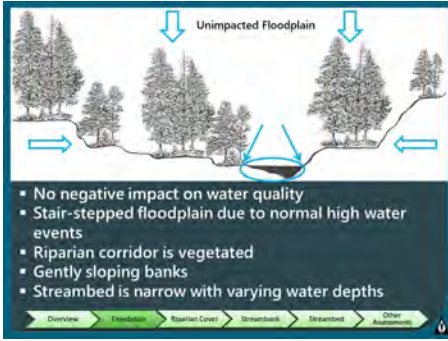 Unimpacted Floodplain
▪ No negative impact on water quality
▪ Stair-stepped floodplain due to normal high water
events
▪ Riparian corridor is vegetated
▪ Gently sloping banks
▪ Streambed is narrow with varying water depths
Overview
Floodplain
Riparian Cover
Streambank
Streambed
Other
Assessments